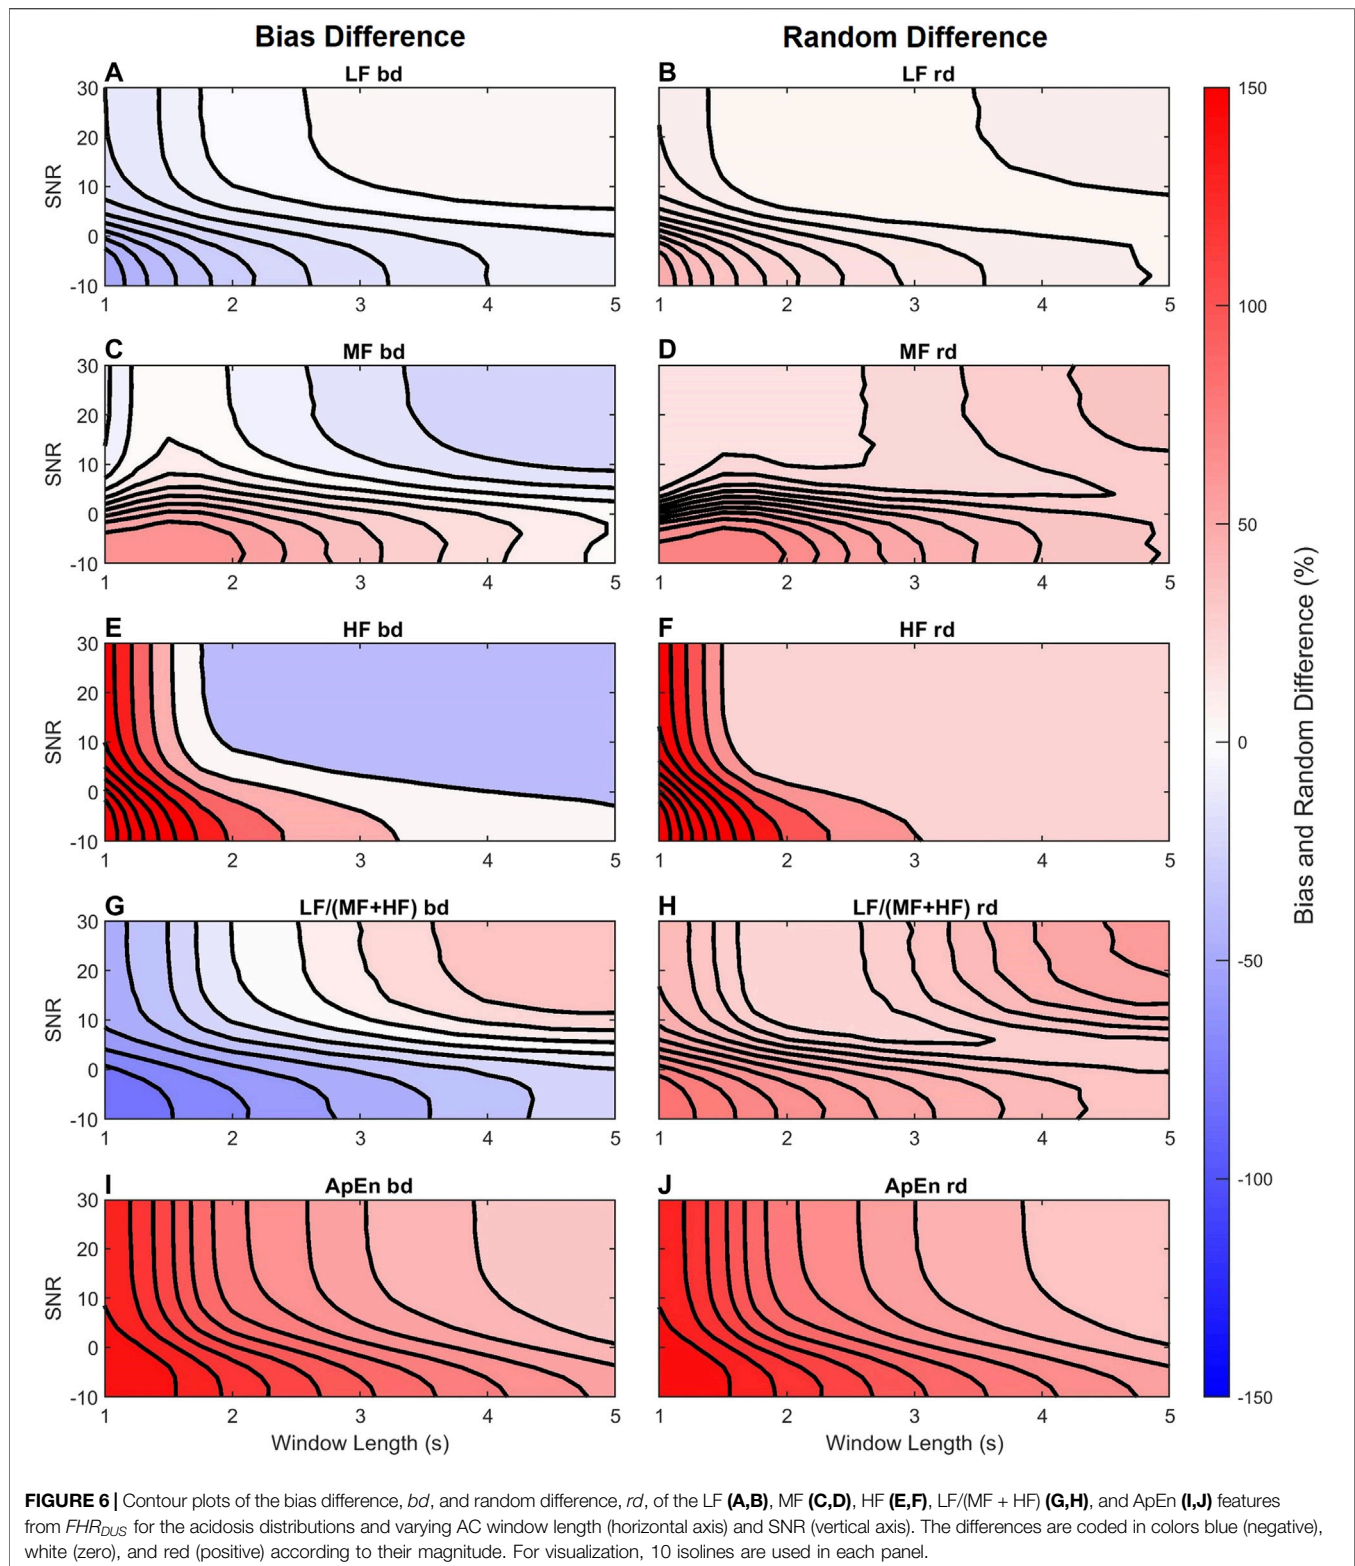 Bias Difference
Random Difference
A
LF bd
B
LF rd
30
20
10
0
-10
SNR
1 2 3 4 5
1 2 3 4 5
C
MF bd
D
MF rd
30
20
10
0
-10
SNR
1 2 3 4 5
1 2 3 4 5
E
HF bd
F
HF rd
30
20
10
0
-10
SNR
1 2 3 4 5
1 2 3 4 5
G
LF/(MF+HF) bd
H
LF/(MF+HF) rd
30
20
10
0
-10
SNR
1 2 3 4 5
1 2 3 4 5
I
ApEn bd
J
ApEn rd
30
20
10
0
-10
SNR
1 2 3 4 5
1 2 3 4 5
Window Length (s)
Window Length (s)
150
100
50
0
-50
-100
-150
Bias and Random Difference (%)
FIGURE 6 | Contour plots of the bias difference, bd, and random difference, rd, of the LF (A,B), MF (C,D), HF (E,F), LF/(MF + HF) (G,H), and ApEn (I,J) features
from FHR_DUS for the acidosis distributions and varying AC window length (horizontal axis) and SNR (vertical axis). The differences are coded in colors blue (negative),
white (zero), and red (positive) according to their magnitude. For visualization, 10 isolines are used in each panel.